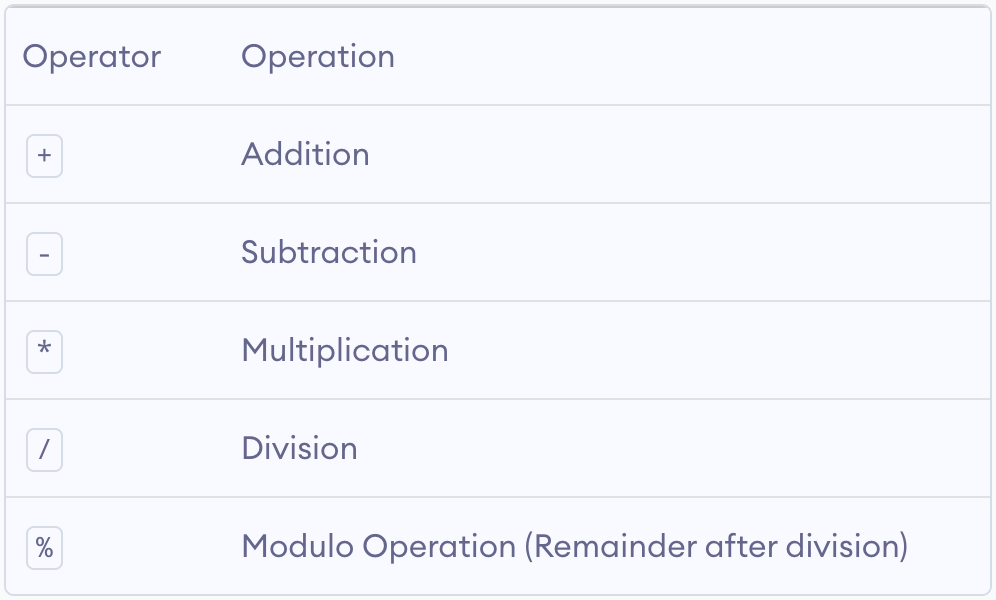 Operator Operation
+ Addition
- Subtraction
* Multiplication
/ Division
% Modulo Operation (Remainder after division)